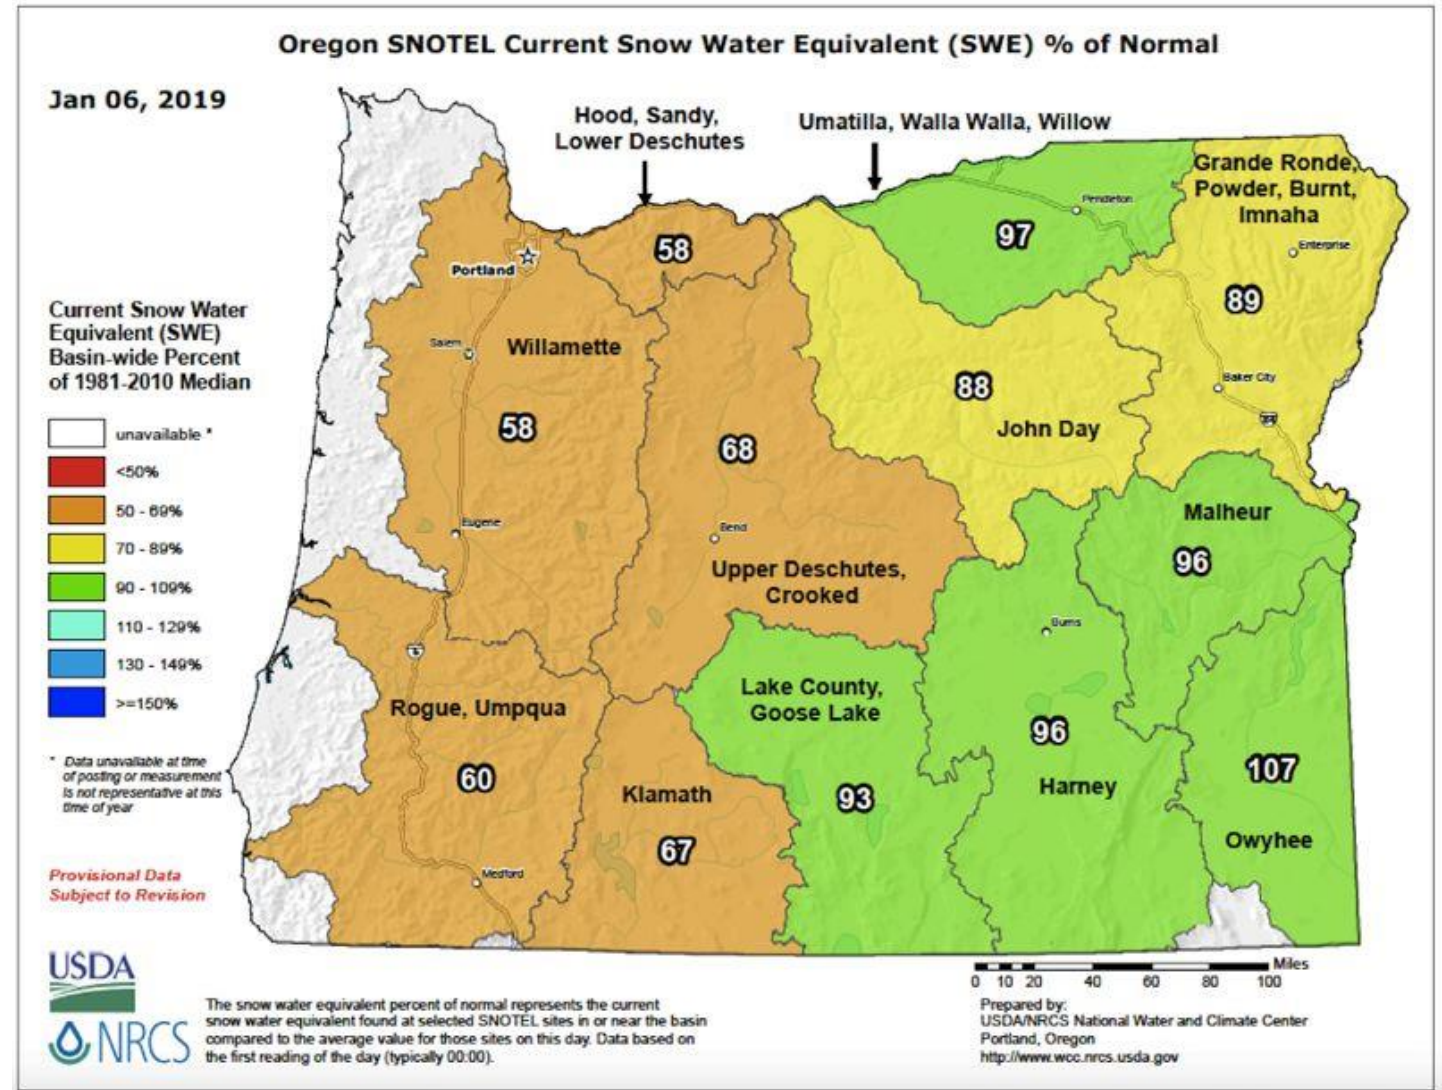 Oregon SNOTEL Current Snow Water Equivalent (SWE) % of Normal
Jan 06, 2019
Hood, Sandy,
Lower Deschutes
Umatilla, Walla Walla, Willow
Grande Ronde,
Powder, Burnt,
Imnaha
Pendleton
Enterprise
97
58
89
Portland
Current Snow Water
Equivalent (SWE)
Basin-wide Percent
of 1981-2010 Median
Salem
Willamette
Baker City
88
84
John Day
58
68
unavailable *
<50%
50 - 69%
70 - 89%
90 - 109%
110 - 129%
130 - 149%
>=150%
Eugene
Bend
Malheur
96
Upper Deschutes,
Crooked
Burns
5
Lake County,
Goose Lake
Rogue, Umpqua
96
Harney
107
60
Klamath
93
Owyhee
67
Medford
* Data unavailable at time
of posting or measurement
is not representative at this
time of year
Provisional Data
Subject to Revision
USDA
NRCS
The snow water equivalent percent of normal represents the current
snow water equivalent found at selected SNOTEL sites in or near the basin
compared to the average value for those sites on this day. Data based on
the first reading of the day (typically 00:00).
Miles
0 10 20 40 60 80 100
Prepared by:
USDA/NRCS National Water and Climate Center
Portland, Oregon
http://www.wcc.nrcs.usda.gov